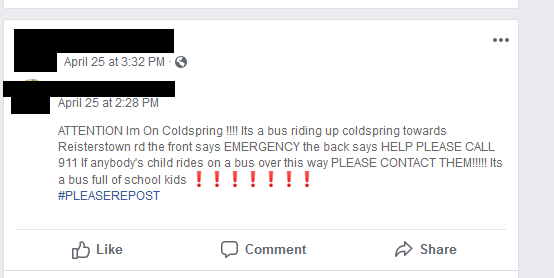 April 25 at 3:32 PM ·
April 25 at 2:28 PM
ATTENTION Im On Coldspring !!!! Its a bus riding up coldspring towards
Reisterstown rd the front says EMERGENCY the back says HELP PLEASE CALL
911 If anybody's child rides on a bus over this way PLEASE CONTACT THEM!!!!! Its
a bus full of school kids ❗❗❗❗❗❗❗
#PLEASEREPOST
Like Comment Share